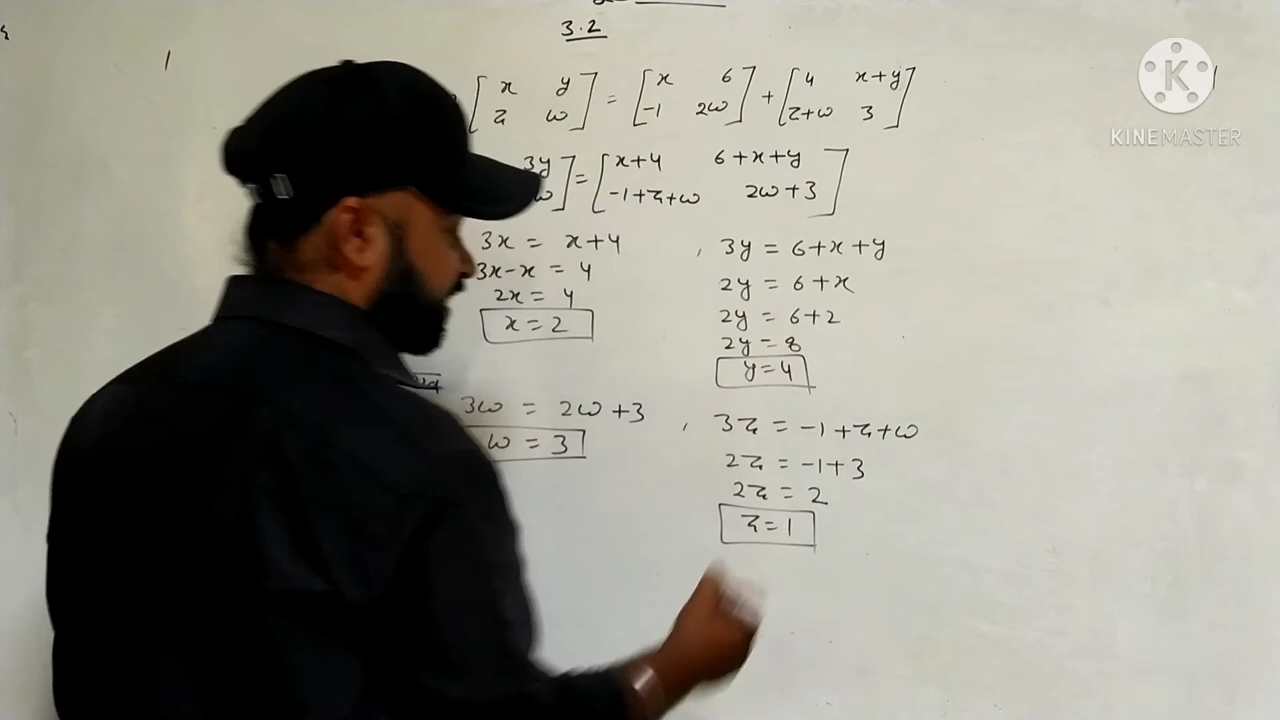 3.2
[x y = [x 6 + [4 x+y
z w] -1 2w] z+w 3]
3y = [x+4 6+x+y
w] -1+z+w 2w+3]
3x = x+4 , 3y = 6+x+y
3x-x = 4 2y = 6+x
2x = 4 2y = 6+2
x = 2 2y = 8
y=4
3w = 2w+3 , 3z = -1+z+w
w = 3 2z = -1+3
2z = 2
z=1
K
KINEMASTER